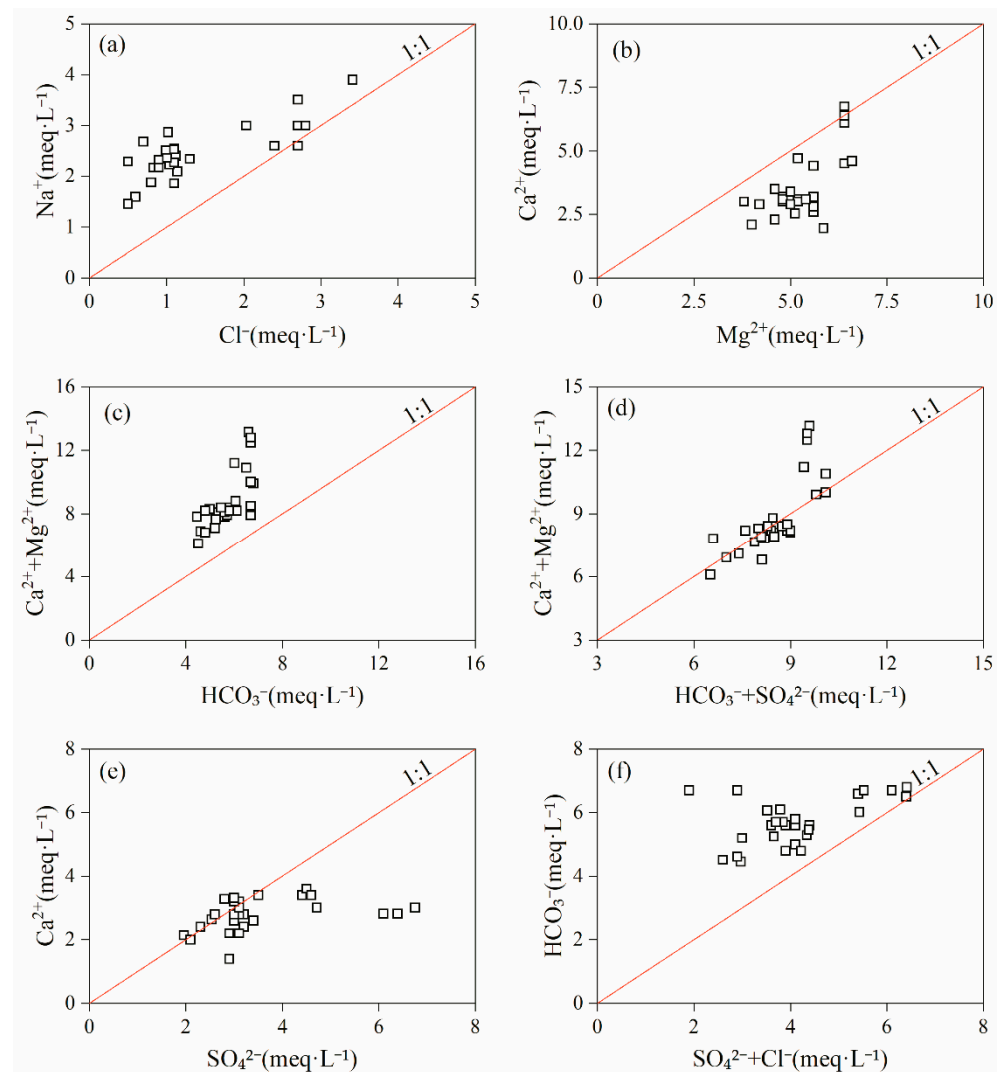 (a)
1:1
Na⁺(meq·L⁻¹)
5
4
3
2
1
0
0 1 2 3 4 5
Cl⁻(meq·L⁻¹)
(b)
1:1
Ca²⁺(meq·L⁻¹)
10.0
7.5
5.0
2.5
0.0
0 2.5 5.0 7.5 10
Mg²⁺(meq·L⁻¹)
(c)
1:1
Ca²⁺+Mg²⁺(meq·L⁻¹)
16
12
8
4
0
0 4 8 12 16
HCO₃⁻(meq·L⁻¹)
(d)
1:1
Ca²⁺+Mg²⁺(meq·L⁻¹)
15
12
9
6
3
3 6 9 12 15
HCO₃⁻+SO₄²⁻(meq·L⁻¹)
(e)
1:1
Ca²⁺(meq·L⁻¹)
8
6
4
2
0
0 2 4 6 8
SO₄²⁻(meq·L⁻¹)
(f)
1:1
HCO₃⁻(meq·L⁻¹)
8
6
4
2
0
0 2 4 6 8
SO₄²⁻+Cl⁻(meq·L⁻¹)